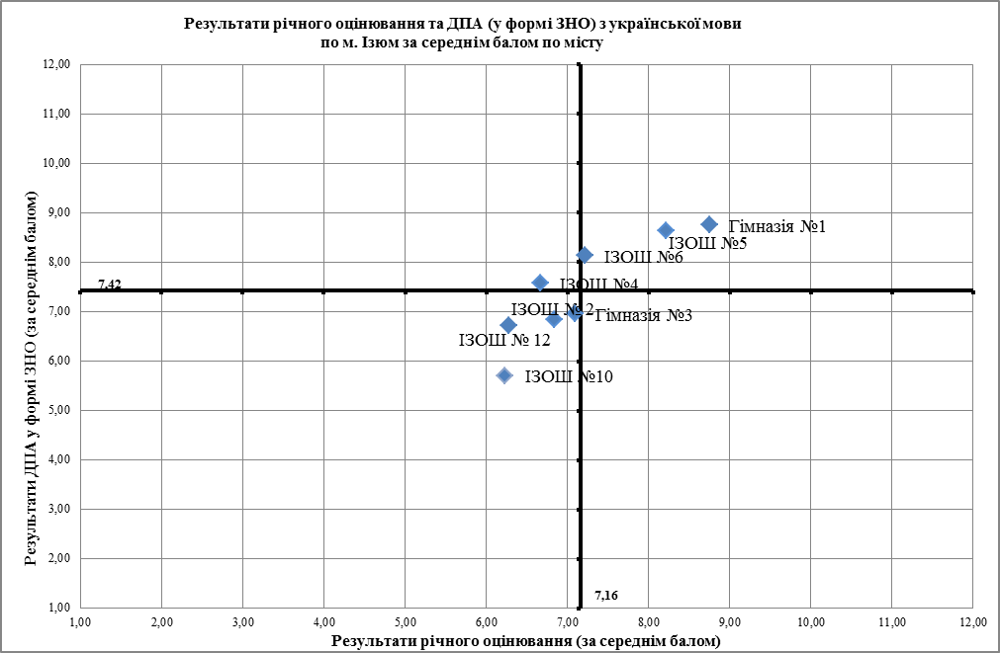 Результати річного оцінювання та ДПА (у формі ЗНО) з української мови
по м. Ізюм за середнім балом по місту
12,00
11,00
10,00
9,00
8,00
7,00
6,00
5,00
4,00
3,00
2,00
1,00
Результати ДПА у формі ЗНО (за середнім балом)
7,42
Гімназія №1
ІЗОШ №5
ІЗОШ №6
ІЗОШ №4
ІЗОШ № 2
Гімназія №3
ІЗОШ № 12
ІЗОШ №10
7,16
1,00 2,00 3,00 4,00 5,00 6,00 7,00 8,00 9,00 10,00 11,00 12,00
Результати річного оцінювання (за середнім балом)